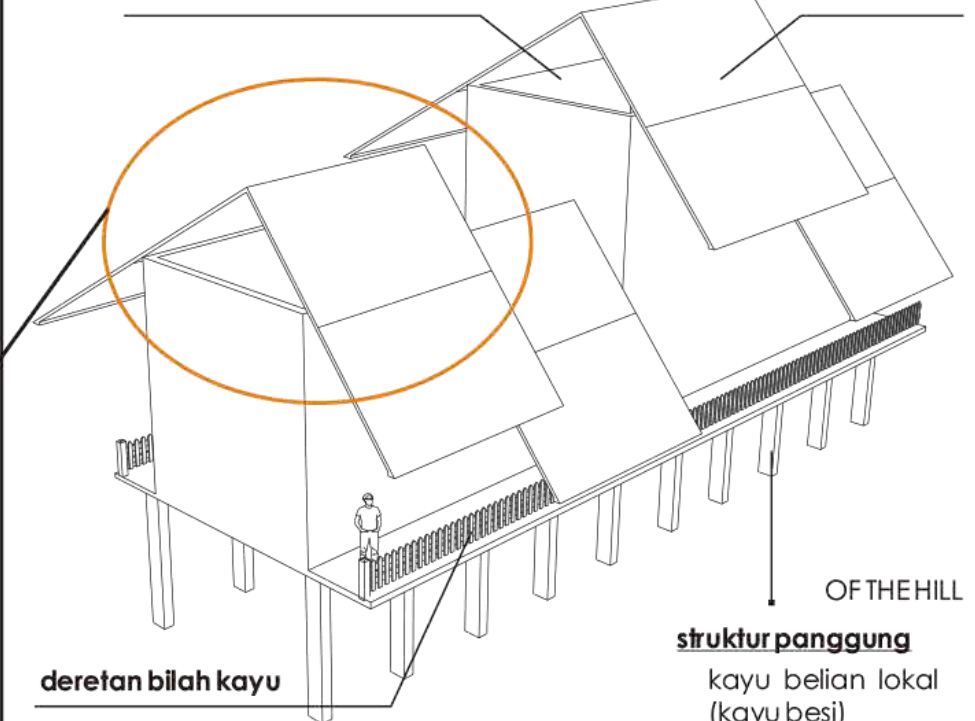 OF THE HILL
struktur panggung
kayu belian lokal
(kayu besi)
deretan bilah kayu